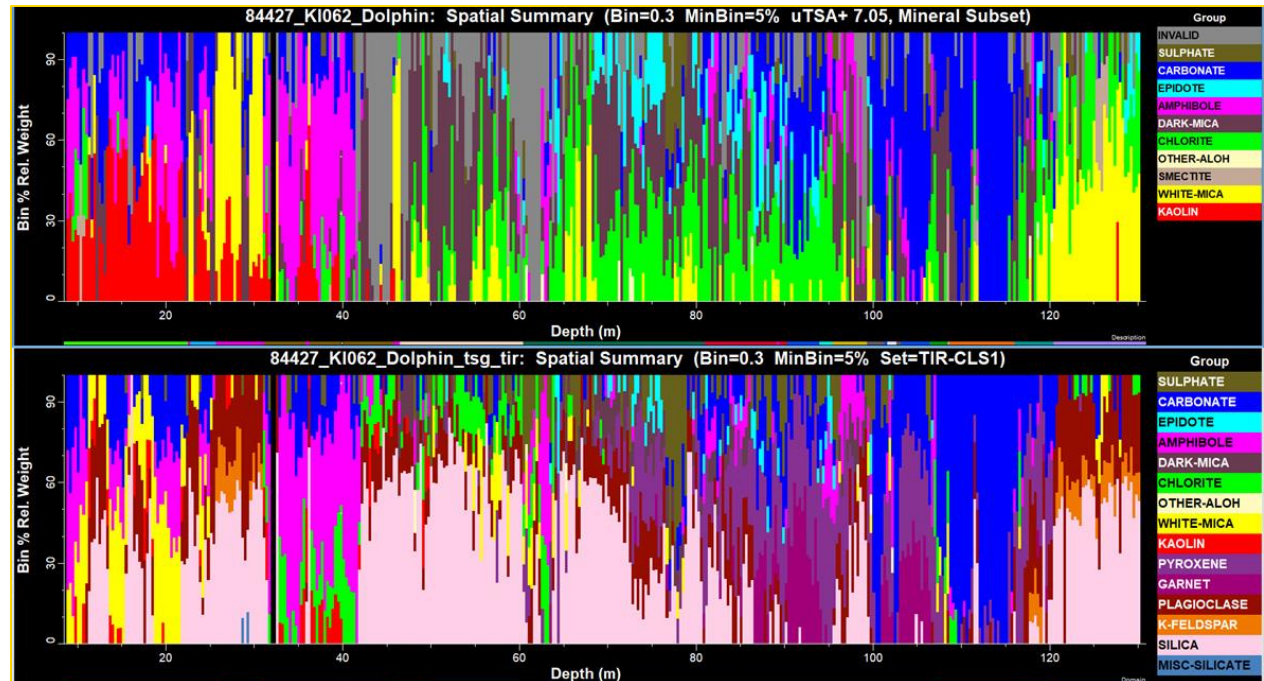 84427_KI062_Dolphin: Spatial Summary (Bin=0.3 MinBin=5% uTSA+ 7.05, Mineral Subset)
Group
INVALID
SULPHATE
CARBONATE
EPIDOTE
AMPHIBOLE
DARK-MICA
CHLORITE
OTHER-ALOH
SMECTITE
WHITE-MICA
KAOLIN
Bin % Rel. Weight
90
60
30
0
20 40 60 80 100 120
Depth (m)
Description
84427_KI062_Dolphin_tsg_tir: Spatial Summary (Bin=0.3 MinBin=5% Set=TIR-CLS1)
Group
SULPHATE
CARBONATE
EPIDOTE
AMPHIBOLE
DARK-MICA
CHLORITE
OTHER-ALOH
WHITE-MICA
KAOLIN
PYROXENE
GARNET
PLAGIOCLASE
K-FELDSPAR
SILICA
MISC-SILICATE
Bin % Rel. Weight
90
60
30
0
20 40 60 80 100 120
Depth (m)
Domain